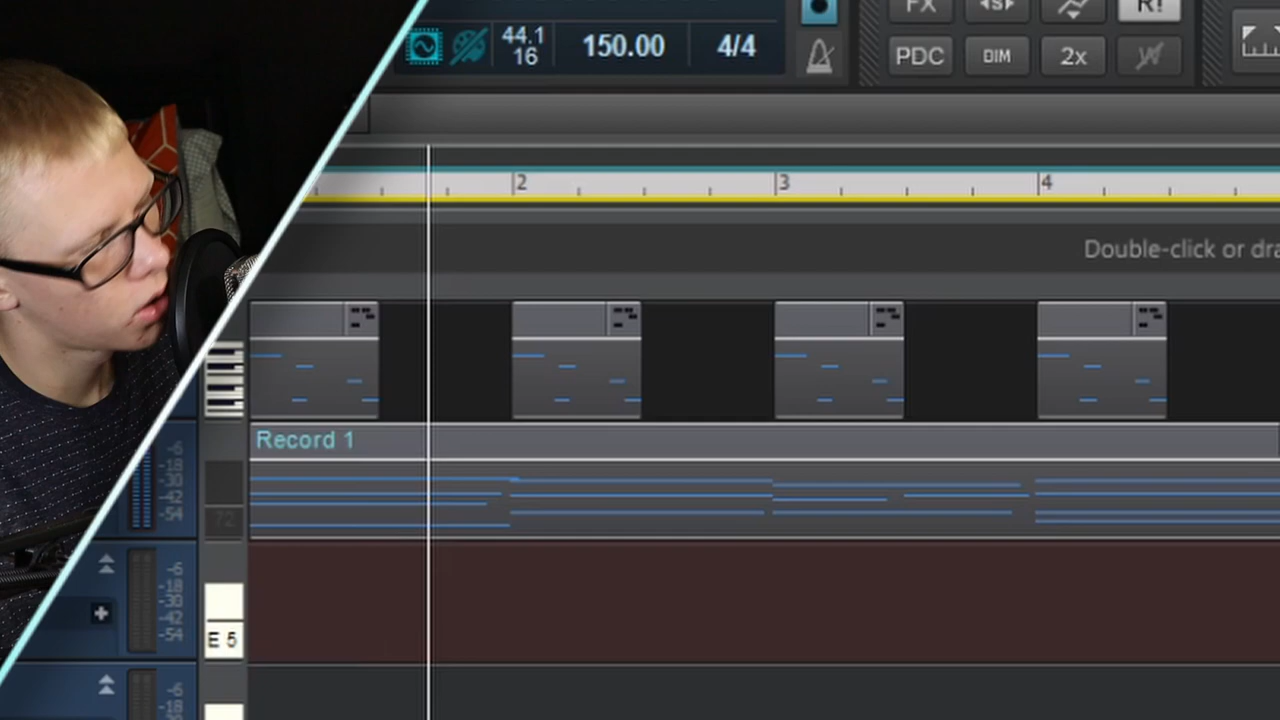 FX
S
R!
44.1
16
150.00
4/4
PDC
DIM
2x
2
3
4
Double-click or dra
Record 1
-6
-18
-30
-42
-54
72
-6
-18
-30
-42
-54
E 5
-6
-18